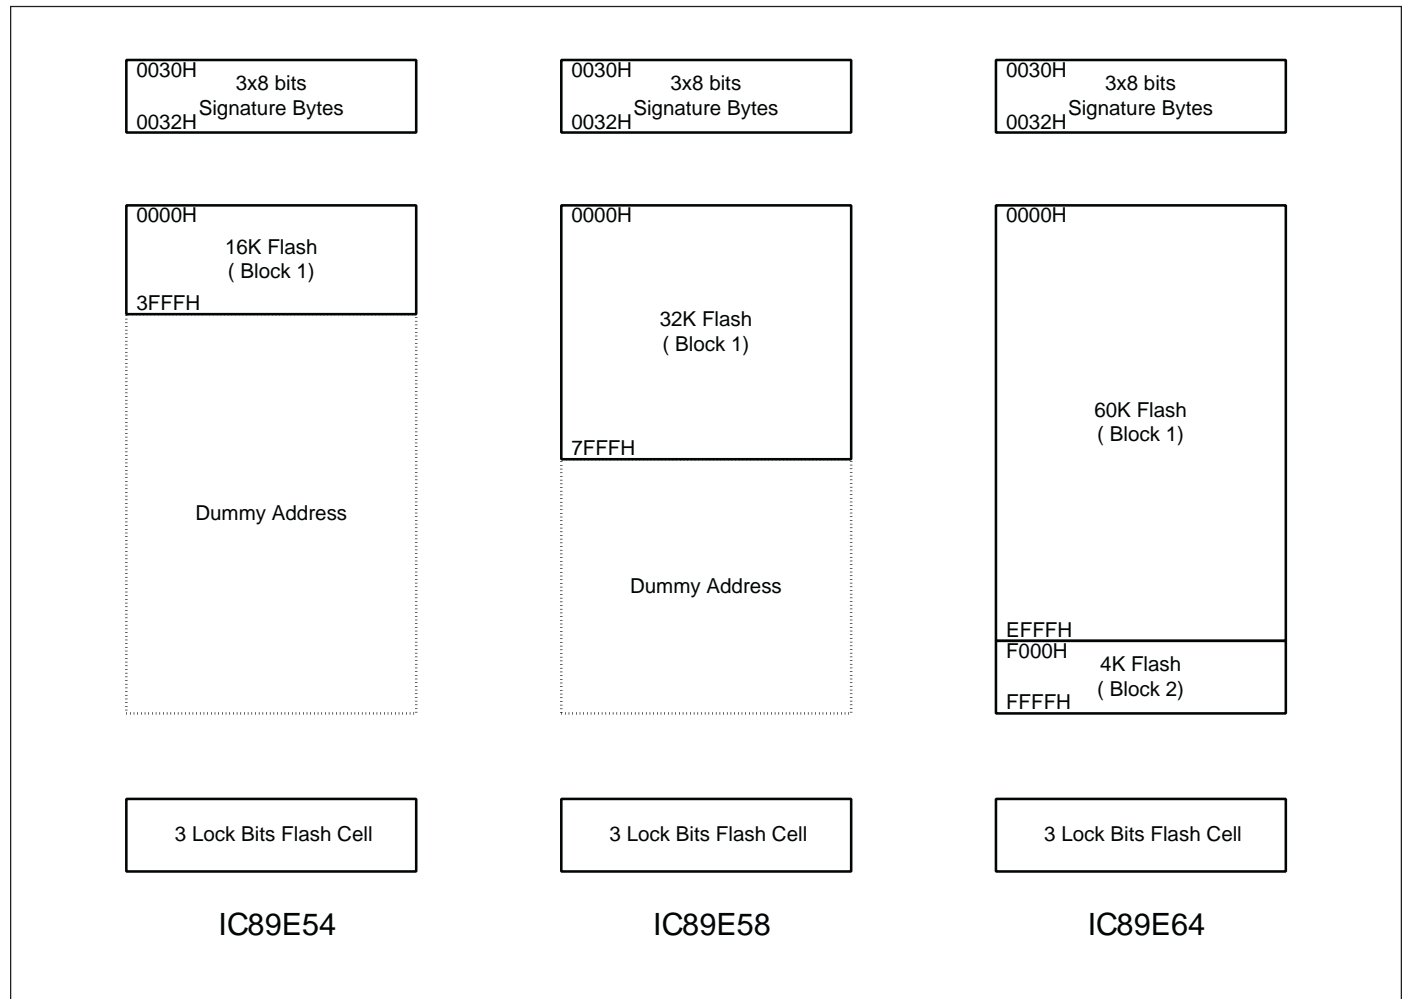 0030H
3x8 bits
Signature Bytes
0032H
0030H
3x8 bits
Signature Bytes
0032H
0030H
3x8 bits
Signature Bytes
0032H
0000H
16K Flash
( Block 1)
3FFFH
Dummy Address
0000H
32K Flash
( Block 1)
7FFFH
Dummy Address
0000H
60K Flash
( Block 1)
EFFFH
F000H
4K Flash
( Block 2)
FFFFH
3 Lock Bits Flash Cell
3 Lock Bits Flash Cell
3 Lock Bits Flash Cell
IC89E54
IC89E58
IC89E64